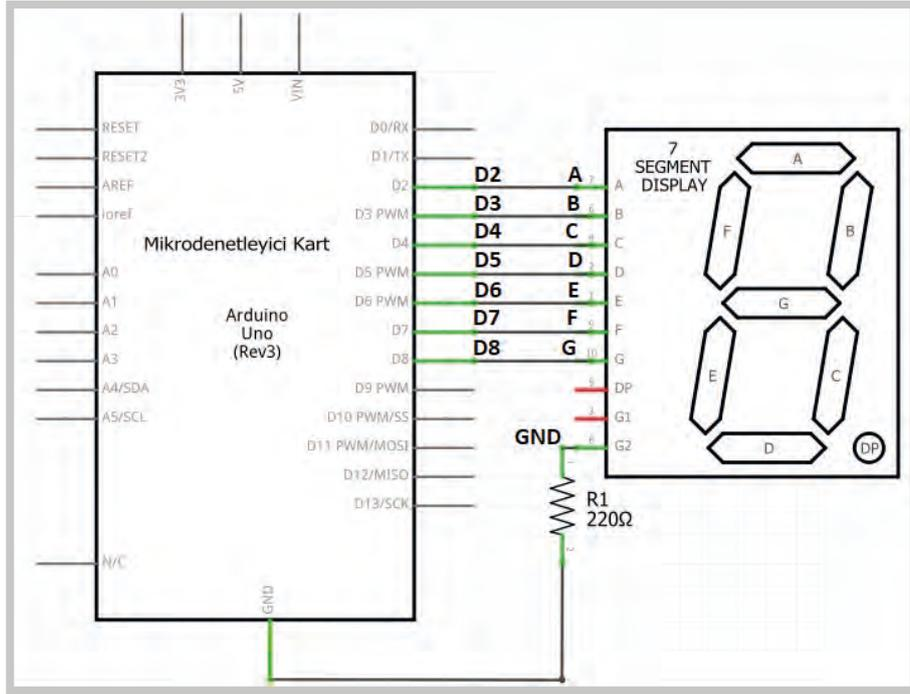 3V3
5V
VIN
RESET
RESET2
AREF
ioref
A0
A1
A2
A3
A4/SDA
A5/SCL
N/C
Mikrodenetleyici Kart
Arduino
Uno
(Rev3)
D0/RX
D1/TX
D2
D3 PWM
D4
D5 PWM
D6 PWM
D7
D8
D9 PWM
D10 PWM/SS
D11 PWM/MOSI
D12/MISO
D13/SCK
GND
D2 A
D3 B
D4 C
D5 D
D6 E
D7 F
D8 G
GND
R1
220Ω
7
SEGMENT
DISPLAY
A
B
C
D
E
F
10 G
DP
G1
G2
A
F
B
G
E
C
D
DP